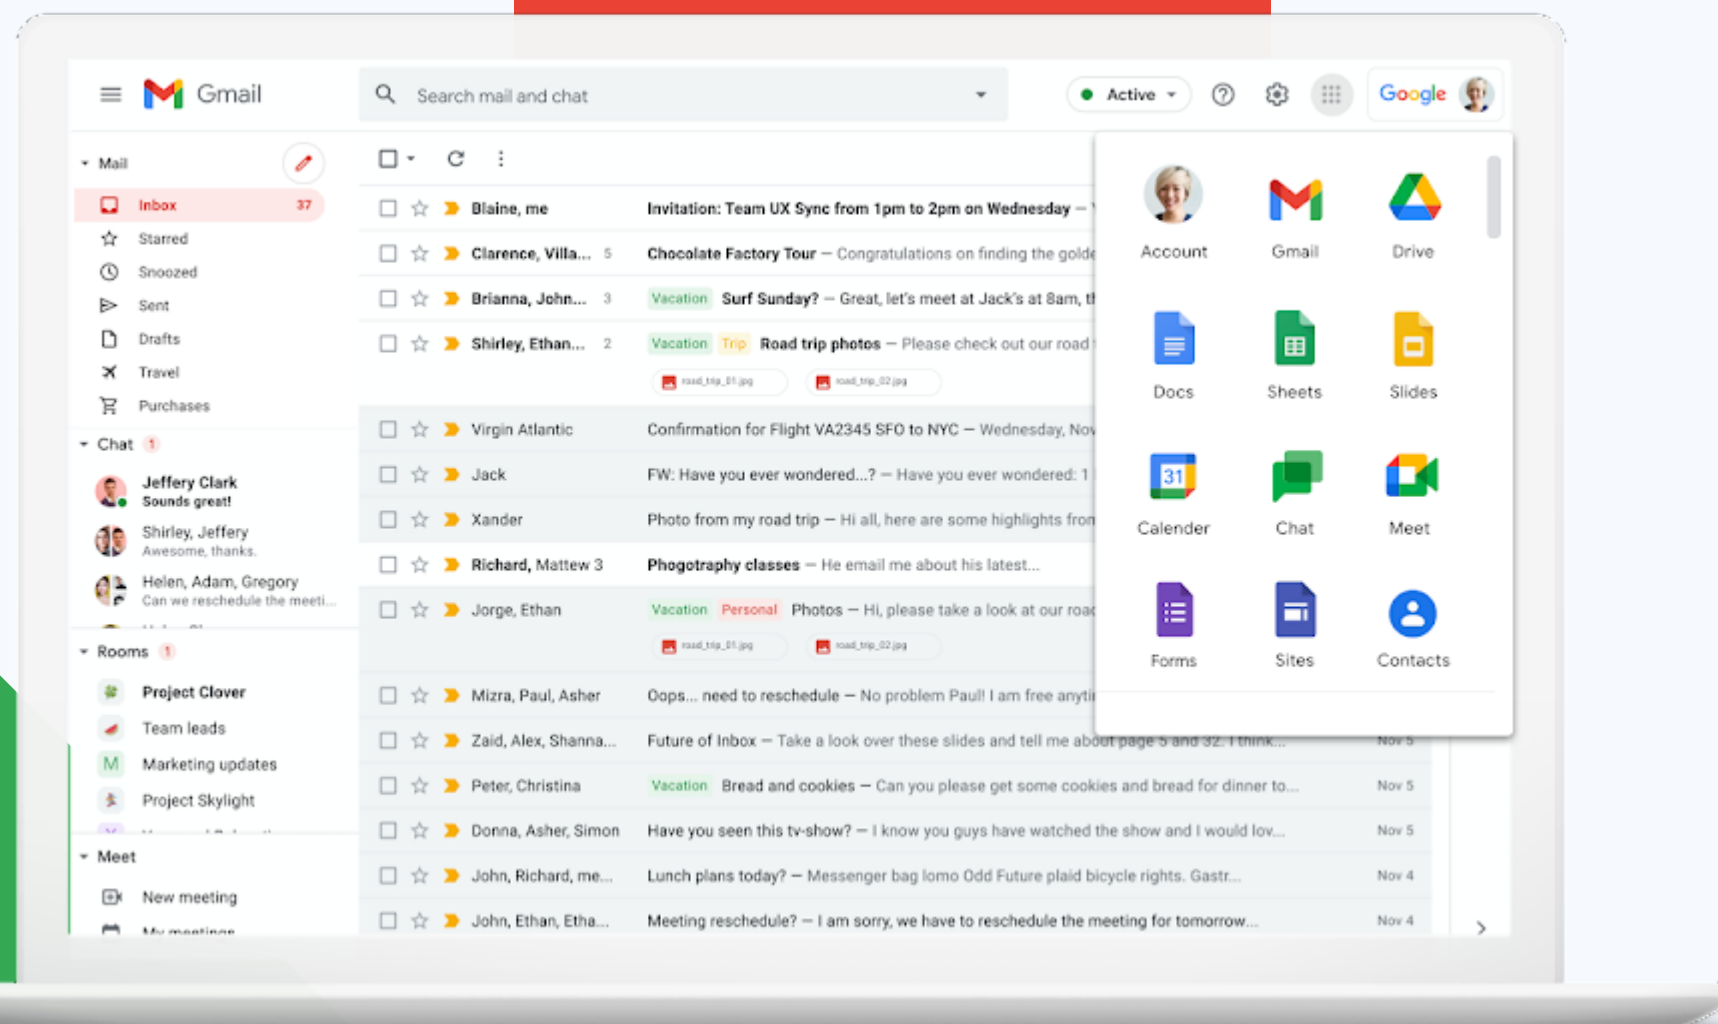 Gmail
Search mail and chat
Active
Google
Mail
Inbox 37
Starred
Snoozed
Sent
Drafts
Travel
Purchases
Chat 1
Jeffery Clark
Sounds great!
Shirley, Jeffery
Awesome, thanks.
Helen, Adam, Gregory
Can we reschedule the meeti...
Rooms 1
Project Clover
Team leads
M Marketing updates
Project Skylight
Meet
New meeting
My meetings
Blaine, me Invitation: Team UX Sync from 1pm to 2pm on Wednesday –
Clarence, Villa... 5 Chocolate Factory Tour – Congratulations on finding the golde
Brianna, John... 3 Vacation Surf Sunday? – Great, let's meet at Jack's at 8am,
Shirley, Ethan... 2 Vacation Trip Road trip photos – Please check out our road
road_trip_01.jpg road_trip_02.jpg
Virgin Atlantic Confirmation for Flight VA2345 SFO to NYC – Wednesday, Nov
Jack FW: Have you ever wondered...? – Have you ever wondered: 1
Xander Photo from my road trip – Hi all, here are some highlights from
Richard, Mattew 3 Phogotraphy classes – He email me about his latest...
Jorge, Ethan Vacation Personal Photos – Hi, please take a look at our road
road_trip_01.jpg road_trip_02.jpg
Mizra, Paul, Asher Oops... need to reschedule – No problem Paul! I am free anyti
Zaid, Alex, Shanna... Future of Inbox – Take a look over these slides and tell me about page 5 and 32. I think... Nov 5
Peter, Christina Vacation Bread and cookies – Can you please get some cookies and bread for dinner to... Nov 5
Donna, Asher, Simon Have you seen this tv-show? – I know you guys have watched the show and I would lov... Nov 5
John, Richard, me... Lunch plans today? – Messenger bag lomo Odd Future plaid bicycle rights. Gastr... Nov 4
John, Ethan, Etha... Meeting reschedule? – I am sorry, we have to reschedule the meeting for tomorrow... Nov 4
Account Gmail Drive
Docs Sheets Slides
31
Calender Chat Meet
Forms Sites Contacts